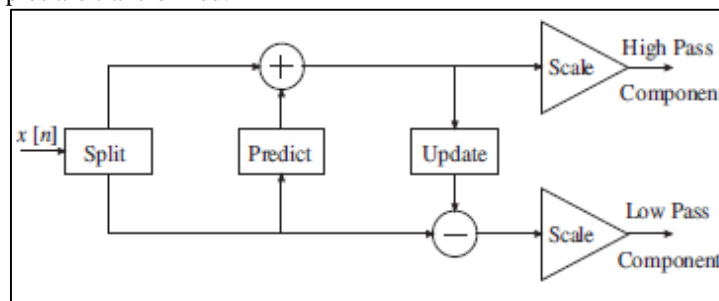 High Pass
Scale
Component
x [n]
Split
Predict
Update
Low Pass
Scale
Component